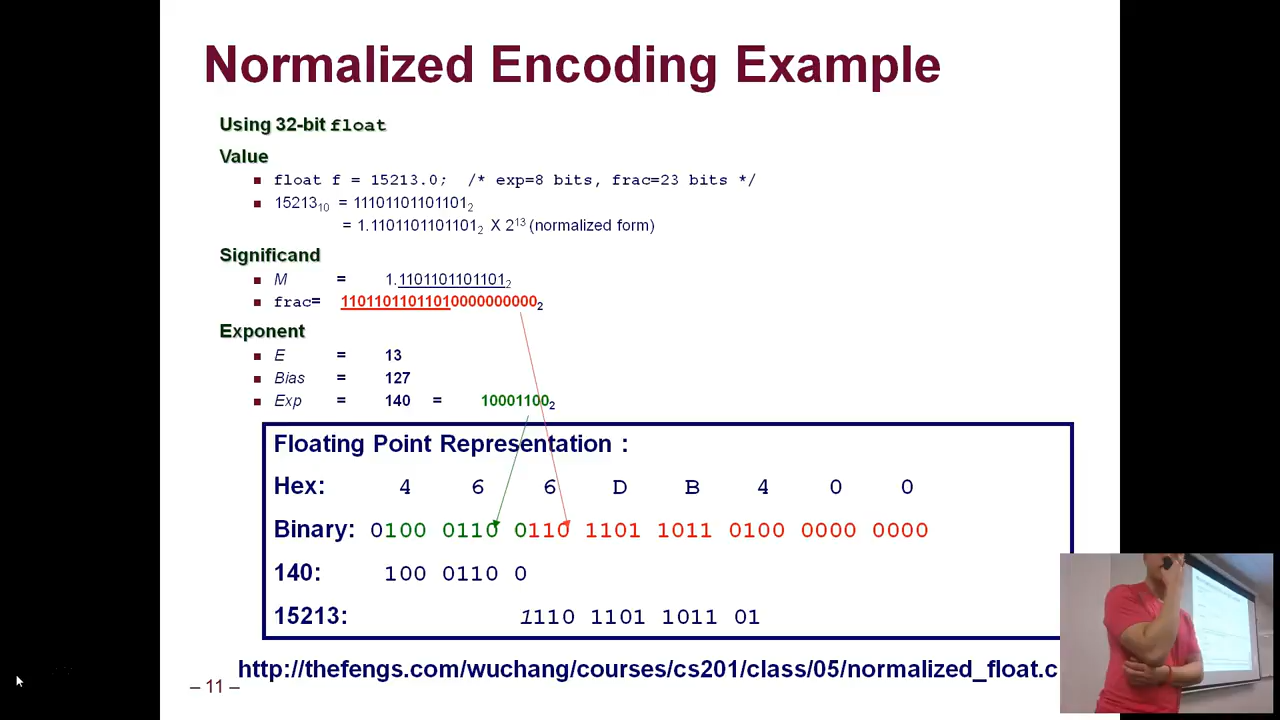 Normalized Encoding Example
Using 32-bit float
Value
■ float f = 15213.0; /* exp=8 bits, frac=23 bits */
■ 15213₁₀ = 11101101101101₂
= 1.1101101101101₂ X 2¹³ (normalized form)
Significand
■ M = 1.1101101101101₂
■ frac= 11011011011010000000000₂
Exponent
■ E = 13
■ Bias = 127
■ Exp = 140 = 10001100₂
Floating Point Representation :
Hex: 4 6 6 D B 4 0 0
Binary: 0100 0110 0110 1101 1011 0100 0000 0000
140: 100 0110 0
15213: 1110 1101 1011 01
http://thefengs.com/wuchang/courses/cs201/class/05/normalized_float.c
– 11 –